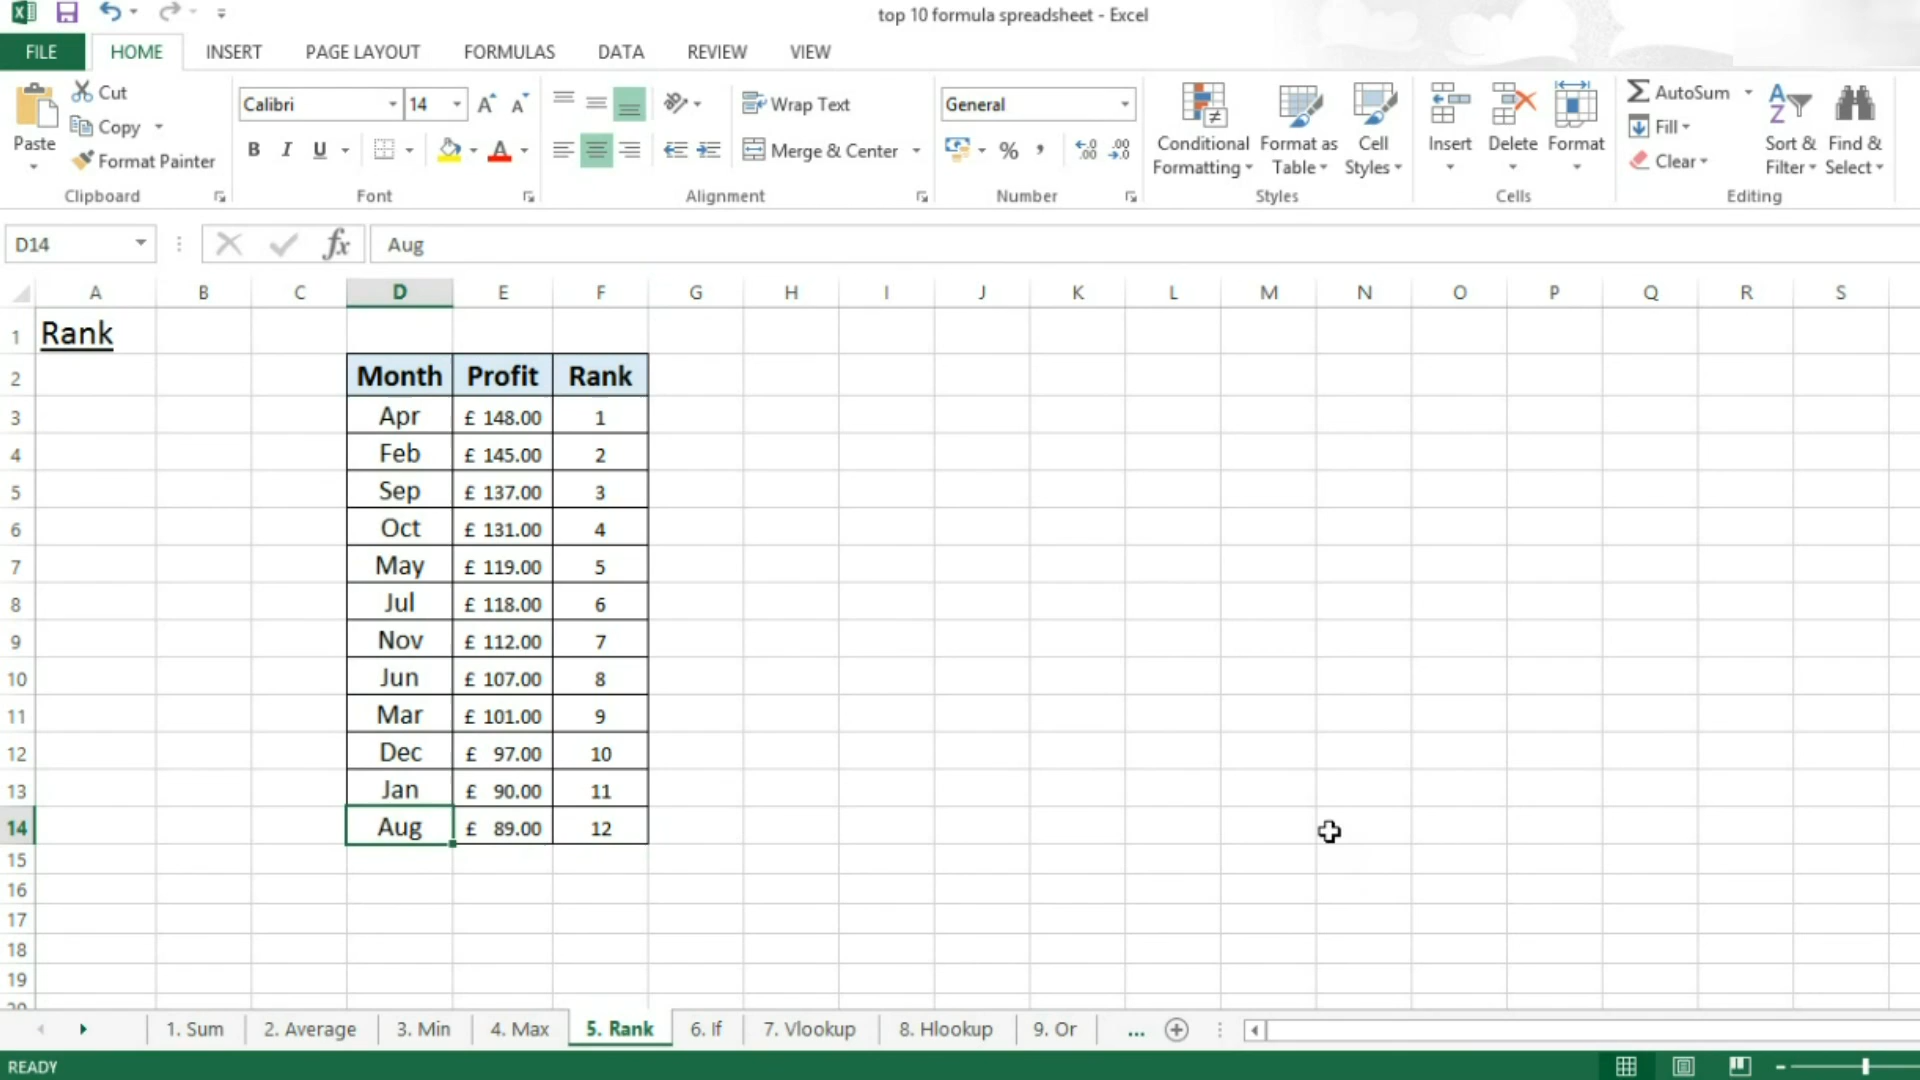 top 10 formula spreadsheet - Excel
FILE HOME INSERT PAGE LAYOUT FORMULAS DATA REVIEW VIEW
Paste
Cut
Copy
Format Painter
Clipboard
Calibri 14
B I U
Font
Wrap Text
Merge & Center
Alignment
General
%
Number
Conditional Formatting
Format as Table
Cell Styles
Styles
Insert
Delete
Format
Cells
AutoSum
Fill
Clear
Sort & Filter
Find & Select
Editing
D14 fx Aug
A B C D E F G H I J K L M N O P Q R S
1 Rank
2 Month Profit Rank
3 Apr £ 148.00 1
4 Feb £ 145.00 2
5 Sep £ 137.00 3
6 Oct £ 131.00 4
7 May £ 119.00 5
8 Jul £ 118.00 6
9 Nov £ 112.00 7
10 Jun £ 107.00 8
11 Mar £ 101.00 9
12 Dec £ 97.00 10
13 Jan £ 90.00 11
14 Aug £ 89.00 12
15
16
17
18
19
20
1. Sum 2. Average 3. Min 4. Max 5. Rank 6. If 7. Vlookup 8. Hlookup 9. Or ...
READY